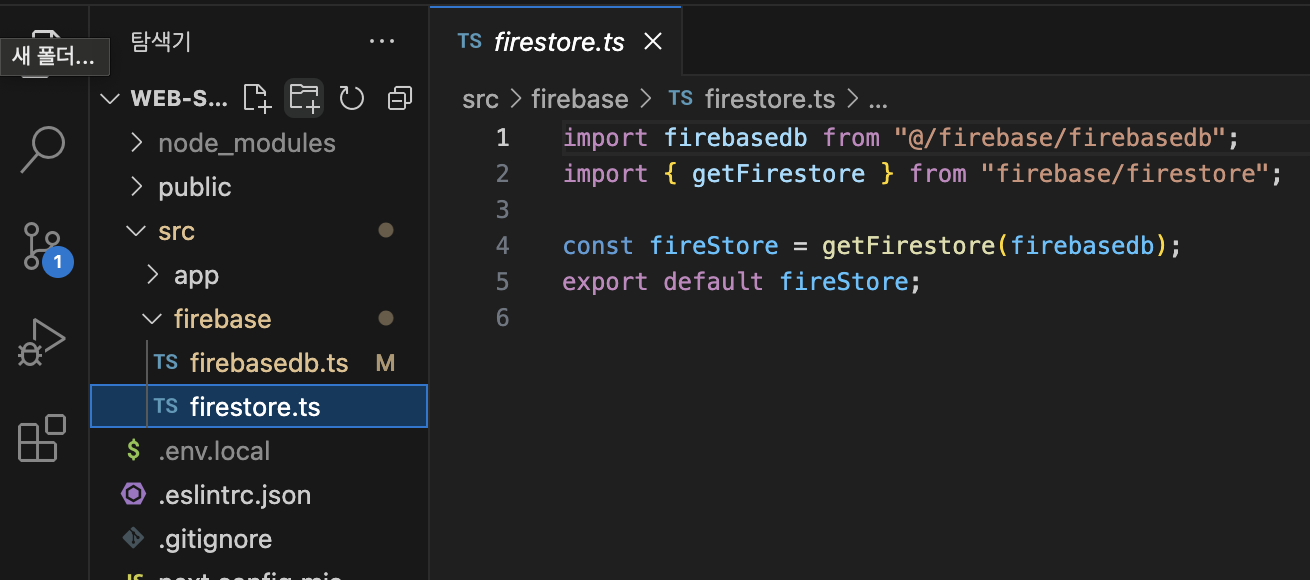 새 폴더...
탐색기
WEB-S...
node_modules
public
src
app
firebase
TS firebasedb.ts M
TS firestore.ts
$ .env.local
.eslintrc.json
.gitignore
1
TS firestore.ts
src > firebase > TS firestore.ts > ...
1 import firebasedb from "@/firebase/firebasedb";
2 import { getFirestore } from "firebase/firestore";
3
4 const fireStore = getFirestore(firebasedb);
5 export default fireStore;
6